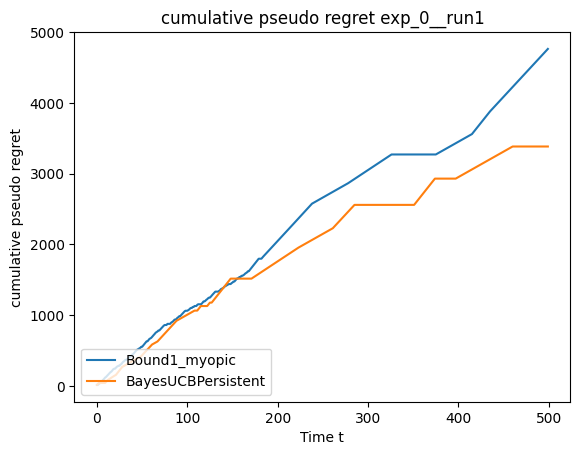 cumulative pseudo regret exp_0__run1
cumulative pseudo regret
5000
4000
3000
2000
1000
0
Bound1_myopic
BayesUCBPersistent
0 100 200 300 400 500
Time t